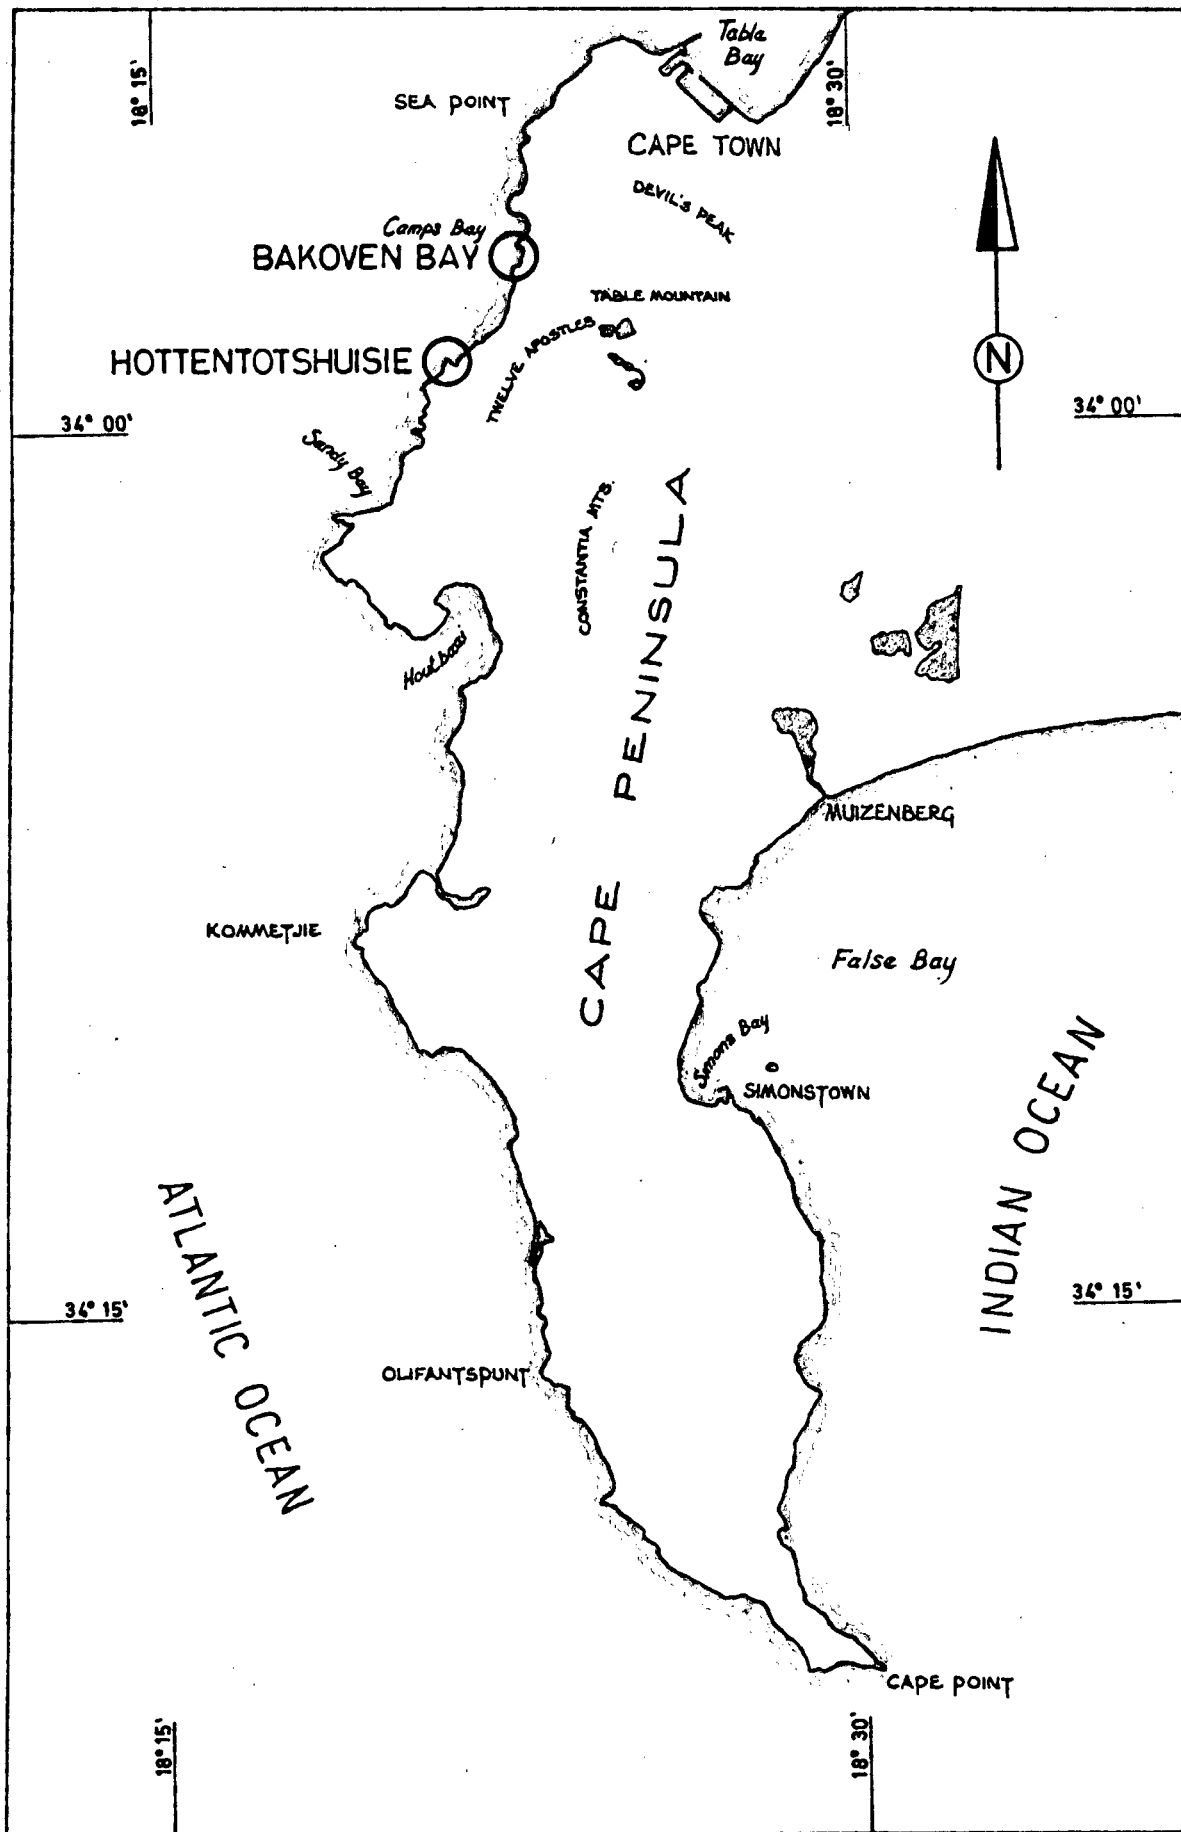 18° 15'
Table
Bay
18° 30'
SEA POINT
CAPE TOWN
DEVIL'S PEAK
Camps Bay
BAKOVEN BAY
TABLE MOUNTAIN
TWELVE APOSTLES
HOTTENTOTSHUISIE
N
34° 00'
34° 00'
Sandy Bay
CONSTANTIA MTS.
CAPE PENINSULA
Houtbaai
MUIZENBERG
KOMMETJIE
False Bay
Simons Bay
SIMONSTOWN
INDIAN OCEAN
ATLANTIC OCEAN
34° 15'
34° 15'
OLIFANTSPUNT
CAPE POINT
18° 15'
18° 30'